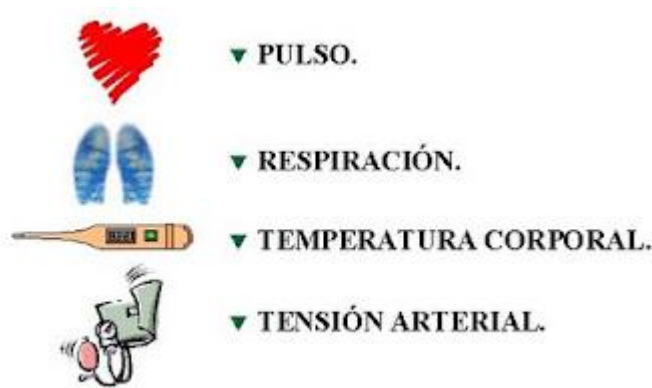 PULSO.
RESPIRACIÓN.
TEMPERATURA CORPORAL.
TENSIÓN ARTERIAL.